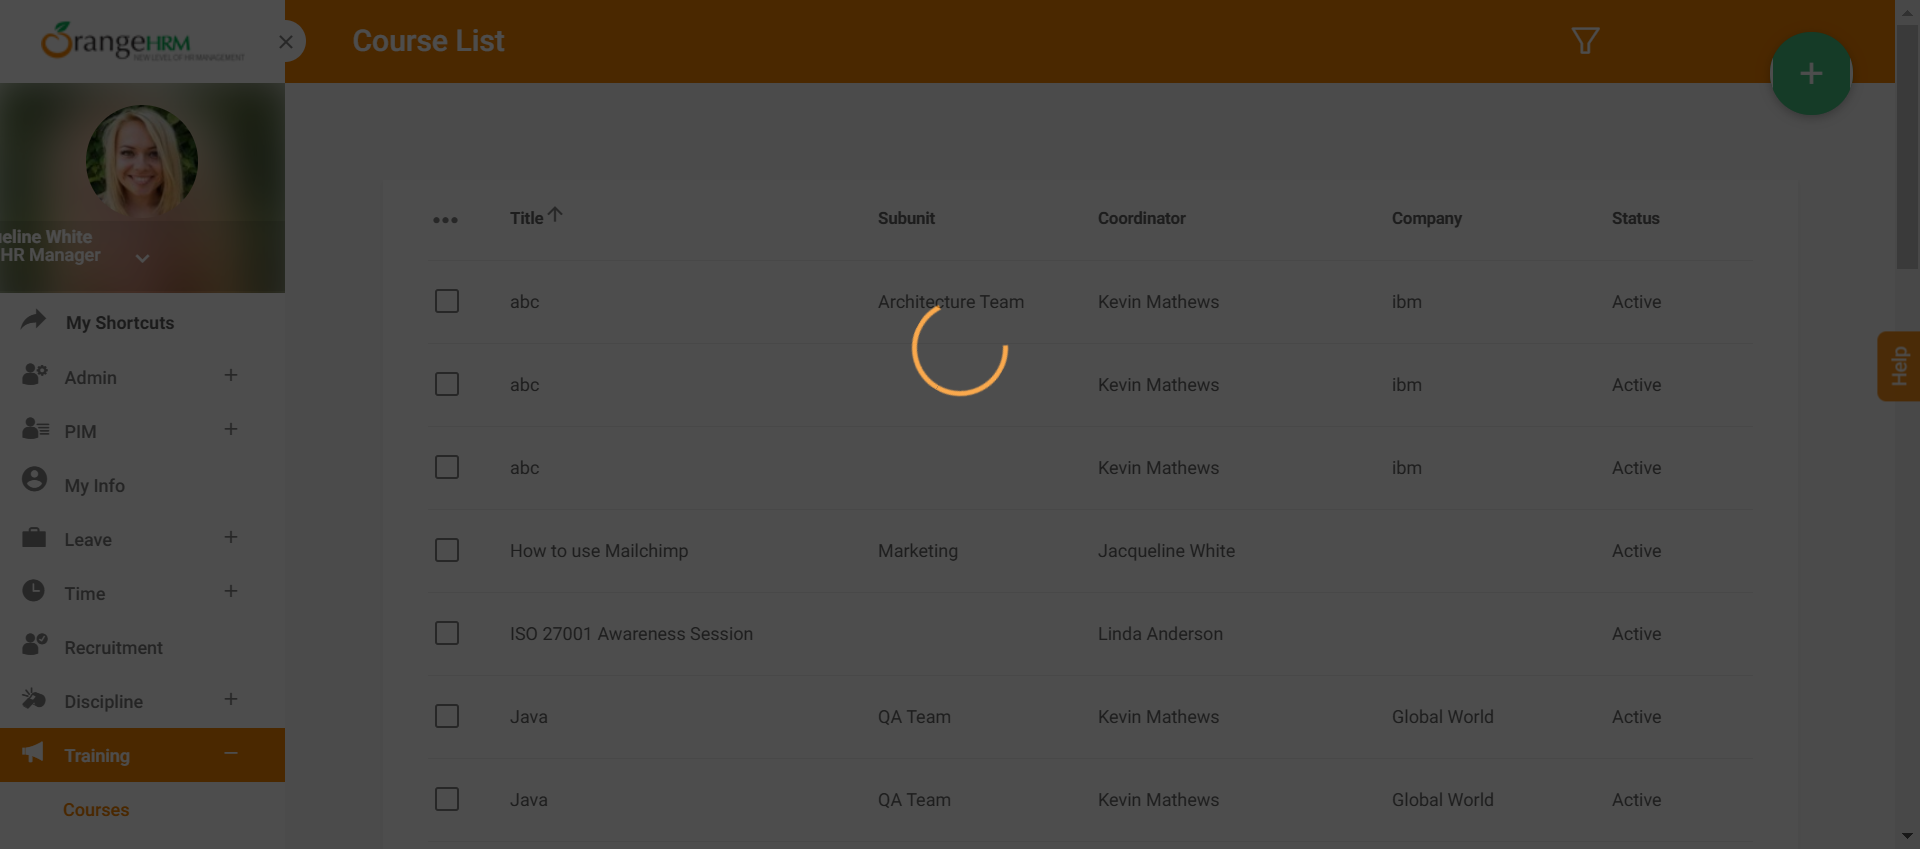 OrangeHRM
NEW LEVEL OF HR MANAGEMENT
Course List
eline White
HR Manager
My Shortcuts
Admin
PIM
My Info
Leave
Time
Recruitment
Discipline
Training
Courses
Title Subunit Coordinator Company Status
abc Architecture Team Kevin Mathews ibm Active
abc Kevin Mathews ibm Active
abc Kevin Mathews ibm Active
How to use Mailchimp Marketing Jacqueline White Active
ISO 27001 Awareness Session Linda Anderson Active
Java QA Team Kevin Mathews Global World Active
Java QA Team Kevin Mathews Global World Active
Help